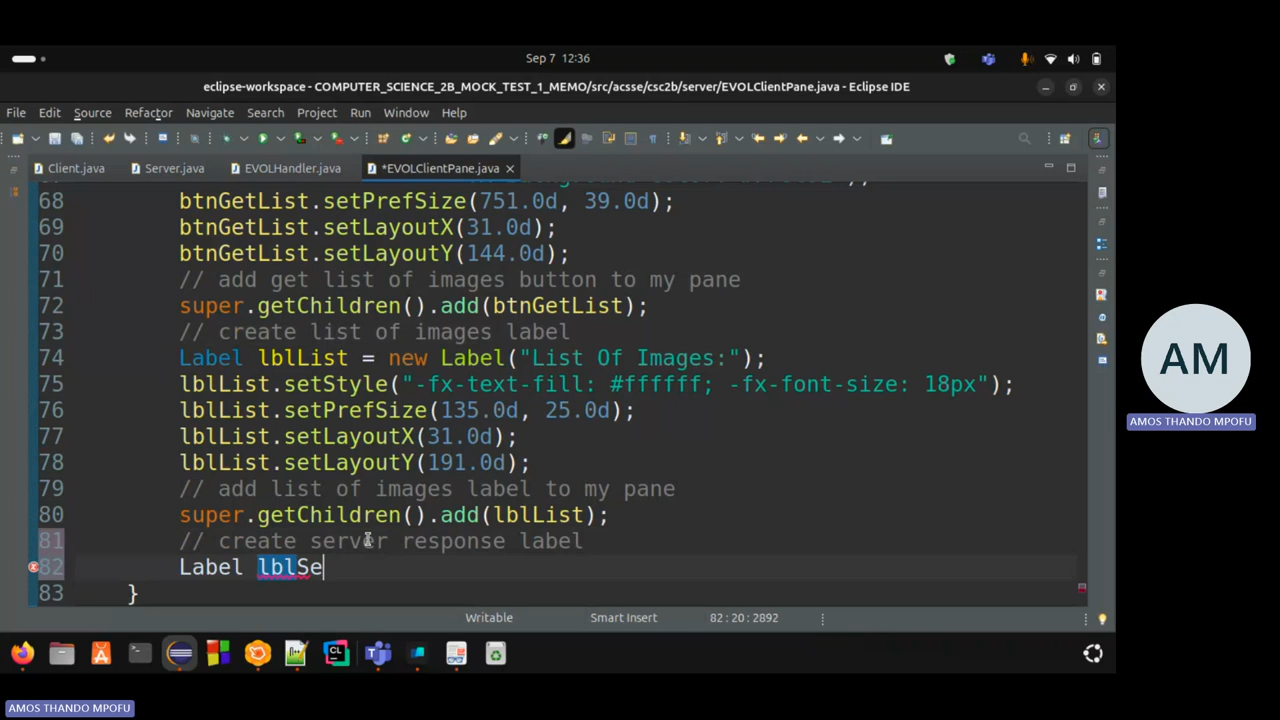 Sep 7 12:36
eclipse-workspace - COMPUTER_SCIENCE_2B_MOCK_TEST_1_MEMO/src/acsse/csc2b/server/EVOLClientPane.java - Eclipse IDE
File Edit Source Refactor Navigate Search Project Run Window Help
Client.java Server.java EVOLHandler.java *EVOLClientPane.java
68 btnGetList.setPrefSize(751.0d, 39.0d);
69 btnGetList.setLayoutX(31.0d);
70 btnGetList.setLayoutY(144.0d);
71 // add get list of images button to my pane
72 super.getChildren().add(btnGetList);
73 // create list of images label
74 Label lblList = new Label("List Of Images:");
75 lblList.setStyle("-fx-text-fill: #ffffff; -fx-font-size: 18px");
76 lblList.setPrefSize(135.0d, 25.0d);
77 lblList.setLayoutX(31.0d);
78 lblList.setLayoutY(191.0d);
79 // add list of images label to my pane
80 super.getChildren().add(lblList);
81 // create server response label
82 Label lblSe
83 }
Writable Smart Insert 82 : 20 : 2892
AM
AMOS THANDO MPOFU
AMOS THANDO MPOFU